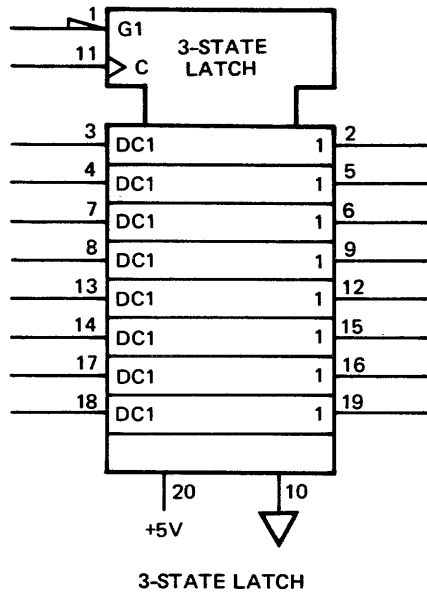 1 G1
3-STATE
LATCH
11 C
3 DC1 1 2
4 DC1 1 5
7 DC1 1 6
8 DC1 1 9
13 DC1 1 12
14 DC1 1 15
17 DC1 1 16
18 DC1 1 19
20 10
+5V
3-STATE LATCH